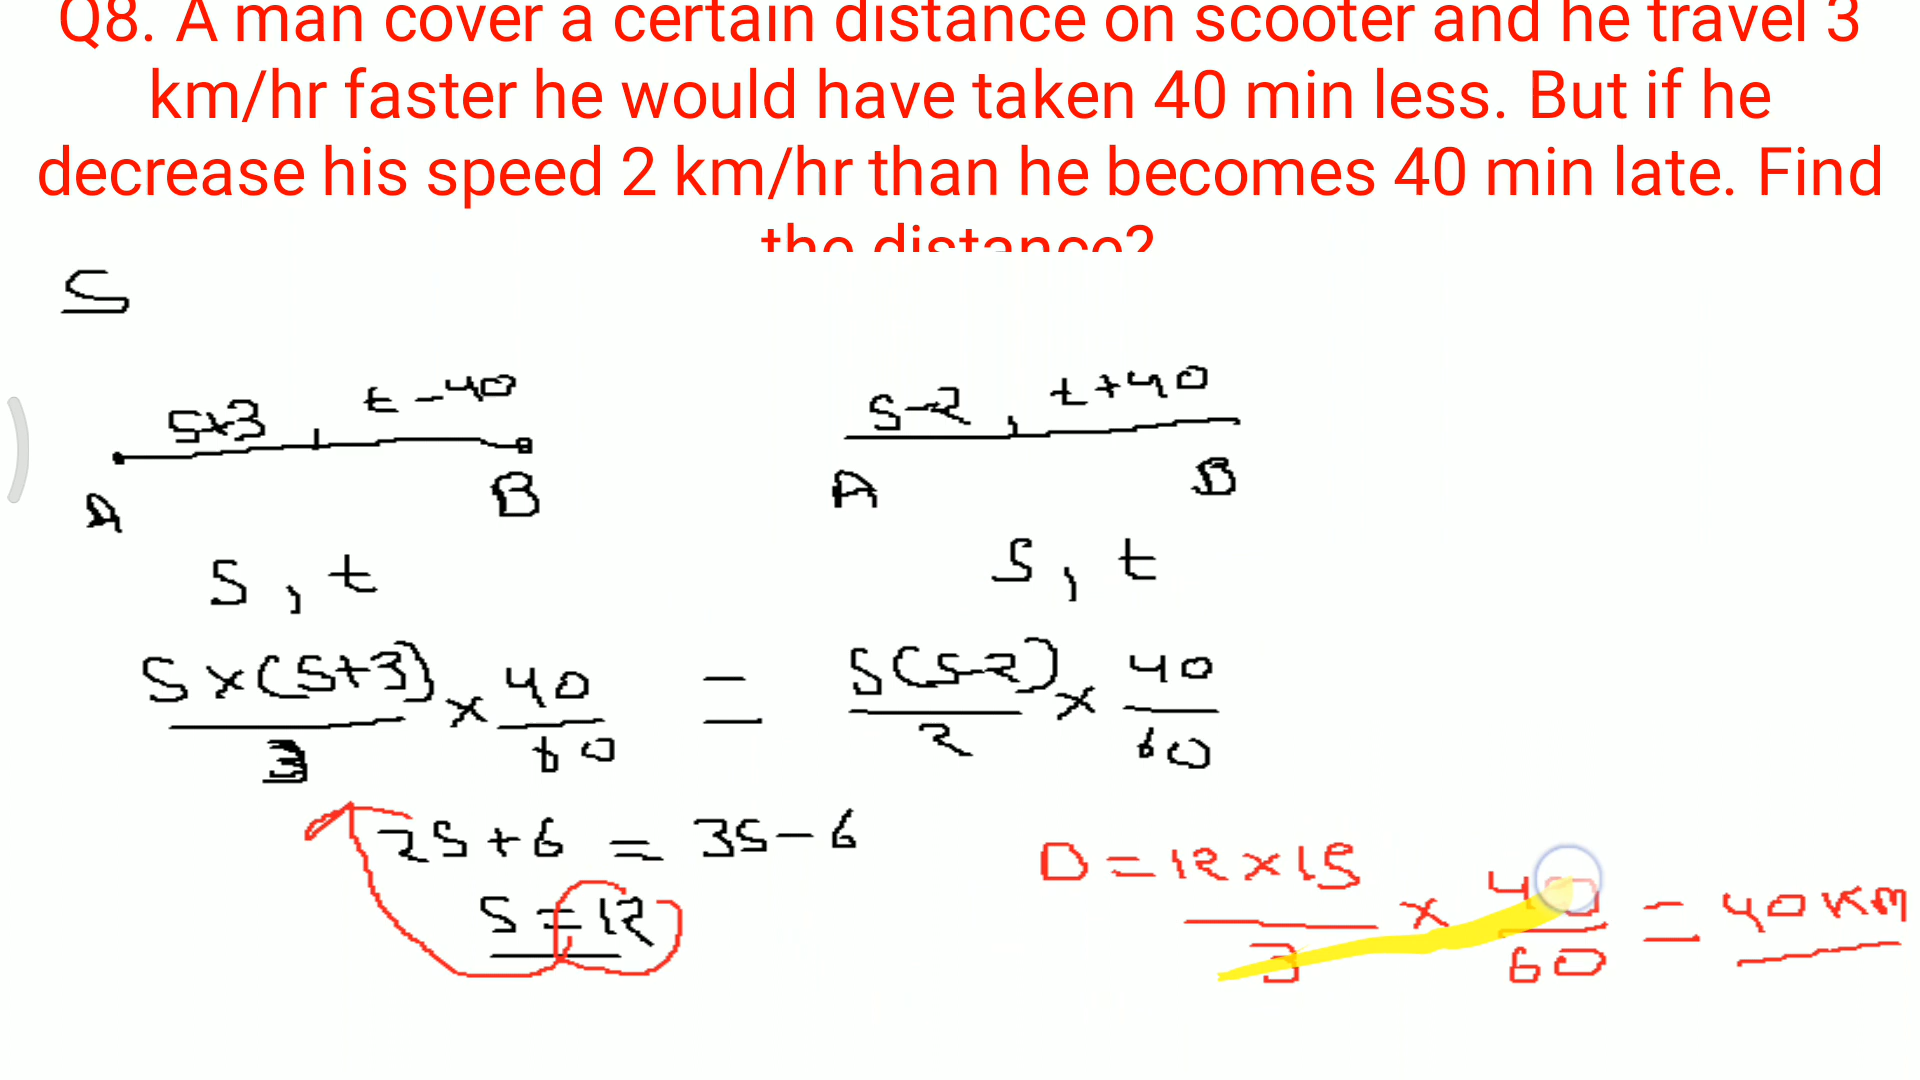 Q8. A man cover a certain distance on scooter and he travel 3
km/hr faster he would have taken 40 min less. But if he
decrease his speed 2 km/hr than he becomes 40 min late. Find
the distance?
S
S+3 , t-40
A B
S-2 , t+40
A B
S , t
S , t
S×(S+3)/3 × 40/60 = S(S-2)/2 × 40/60
2S+6 = 3S-6
S=12
D=12×15/3 × 40/60 = 40KM